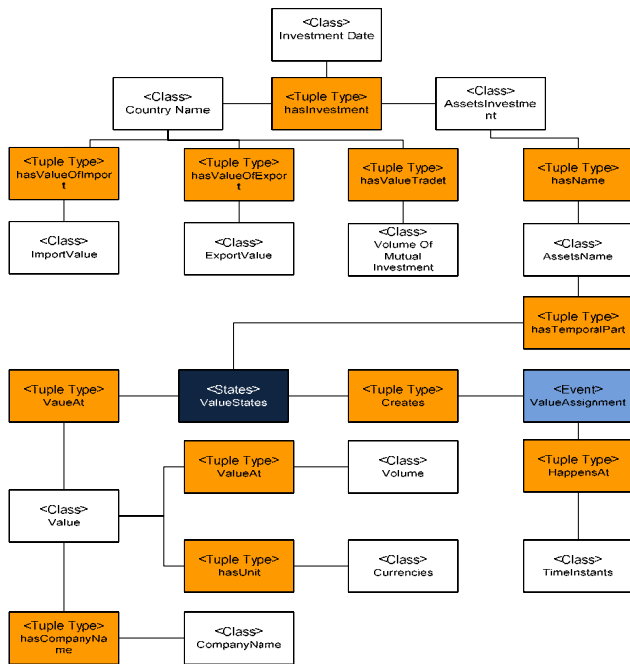 <Class>
Investment Date
<Class>
Country Name
<Tuple Type>
hasInvestment
<Class>
AssetsInvestme
nt
<Tuple Type>
hasValueOfImpor
t
<Tuple Type>
hasValueOfExpor
t
<Tuple Type>
hasValueTradet
<Tuple Type>
hasName
<Class>
ImportValue
<Class>
ExportValue
<Class>
Volume Of
Mutual
Investment
<Class>
AssetsName
<Tuple Type>
hasTemporalPart
<Tuple Type>
VaueAt
<States>
ValueStates
<Tuple Type>
Creates
<Event>
ValueAssignment
<Tuple Type>
ValueAt
<Class>
Volume
<Tuple Type>
HappensAt
<Class>
Value
<Tuple Type>
hasUnit
<Class>
Currencies
<Class>
TimeInstants
<Tuple Type>
hasCompanyNa
me
<Class>
CompanyName